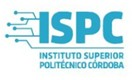 ISPC
INSTITUTO SUPERIOR
POLITÉCNICO CÓRDOBA